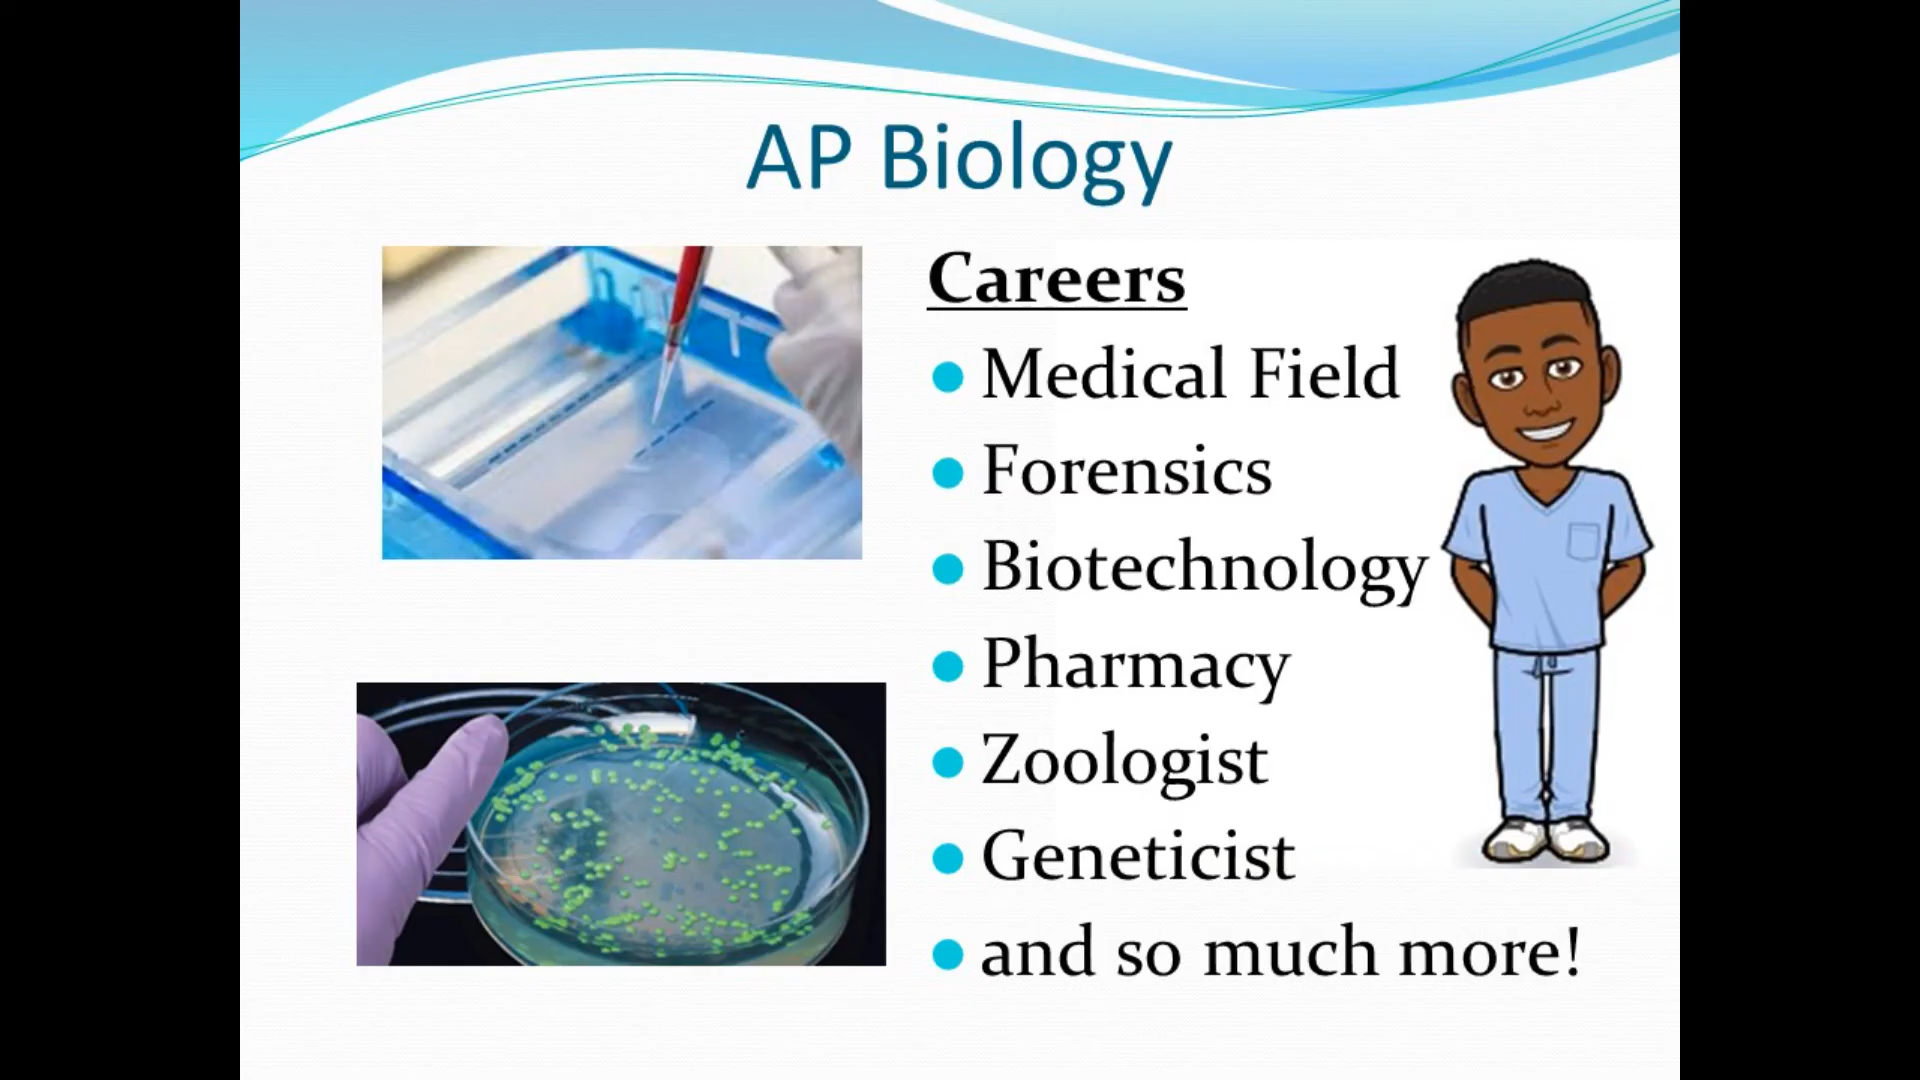 AP Biology
Careers
Medical Field
Forensics
Biotechnology
Pharmacy
Zoologist
Geneticist
and so much more!